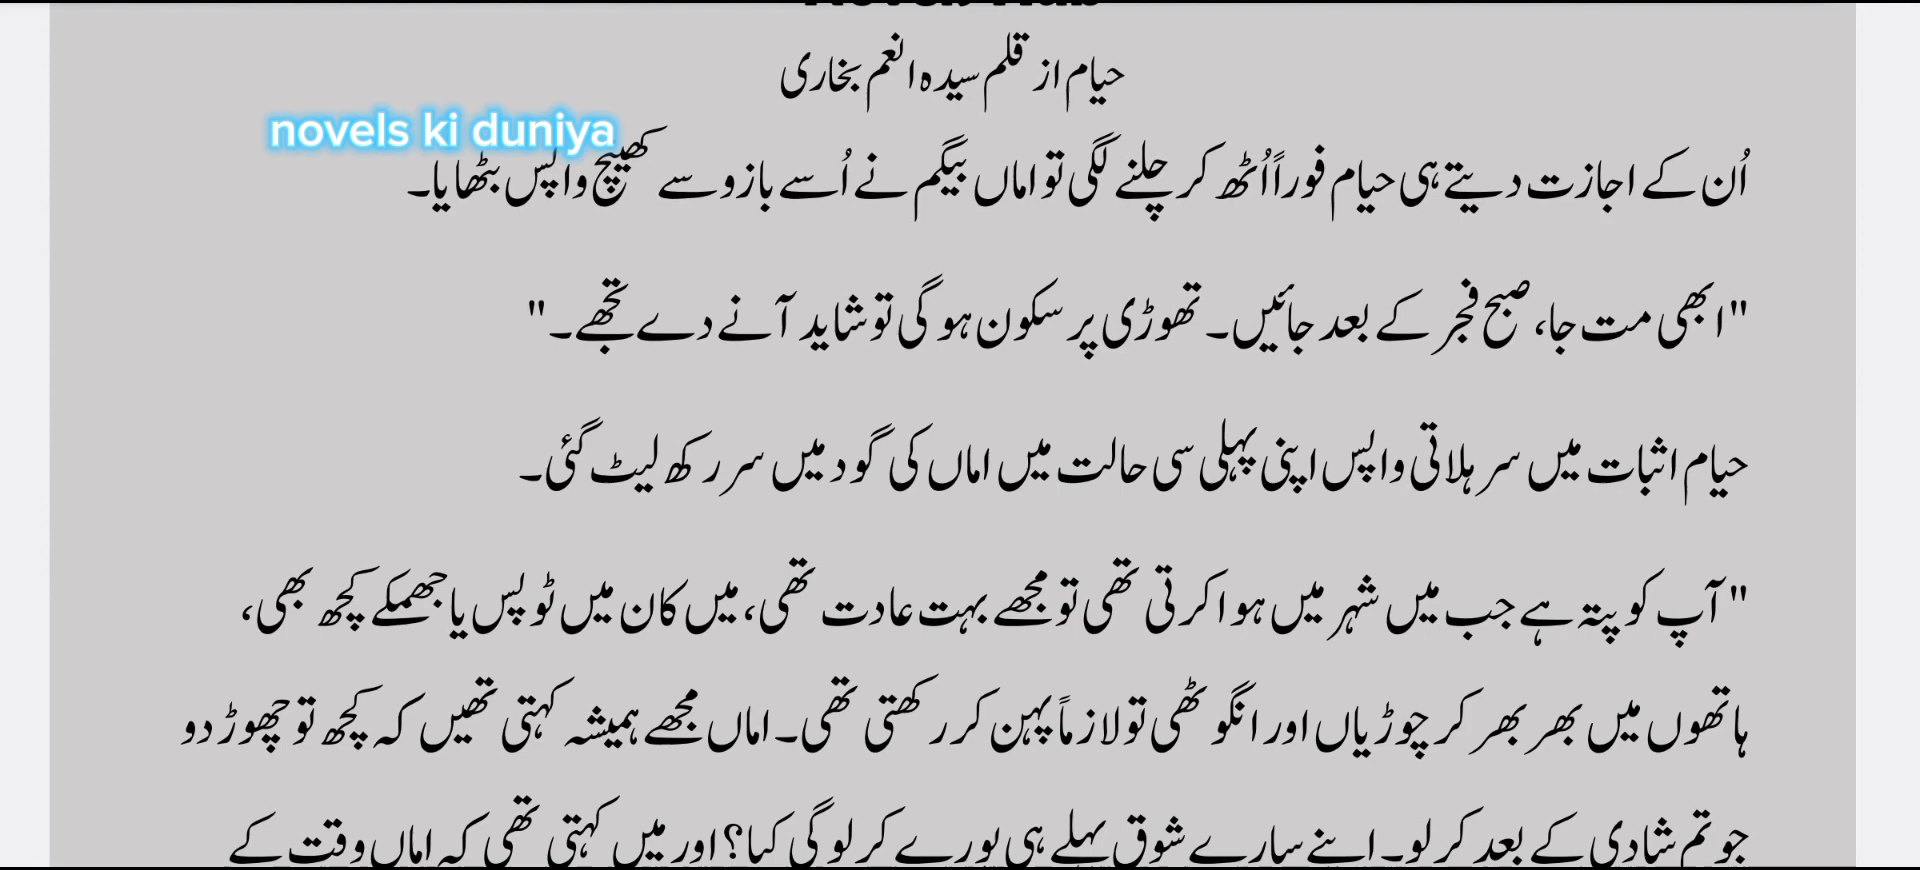 Novels Hub
حیام از قلم سیدہ انعم بخاری
novels ki duniya
اُن کے اجازت دیتے ہی حیام فوراً اُٹھ کر چلنے لگی تو اماں بیگم نے اُسے بازو سے کھینچ واپس بٹھایا۔
"ابھی مت جا، صبح فجر کے بعد جائیں۔ تھوڑی پر سکون ہو گی تو شاید آنے دے تجھے۔"
حیام اثبات میں سر ہلاتی واپس اپنی پہلی سی حالت میں اماں کی گود میں سر رکھ لیٹ گئی۔
"آپ کو پتہ ہے جب میں شہر میں ہوا کرتی تھی تو مجھے بہت عادت تھی، میں کان میں ٹوپس یا جھمکے کچھ بھی،
ہاتھوں میں بھر بھر کر چوڑیاں اور انگوٹھی تو لازماً پہن کر رکھتی تھی۔ اماں مجھے ہمیشہ کہتی تھیں کہ کچھ تو چھوڑ دو
جو تم شادی کے بعد کر لو۔ اپنے سارے شوق پہلے ہی پورے کر لو گی کیا؟ اور میں کہتی تھی کہ اماں وقت کے